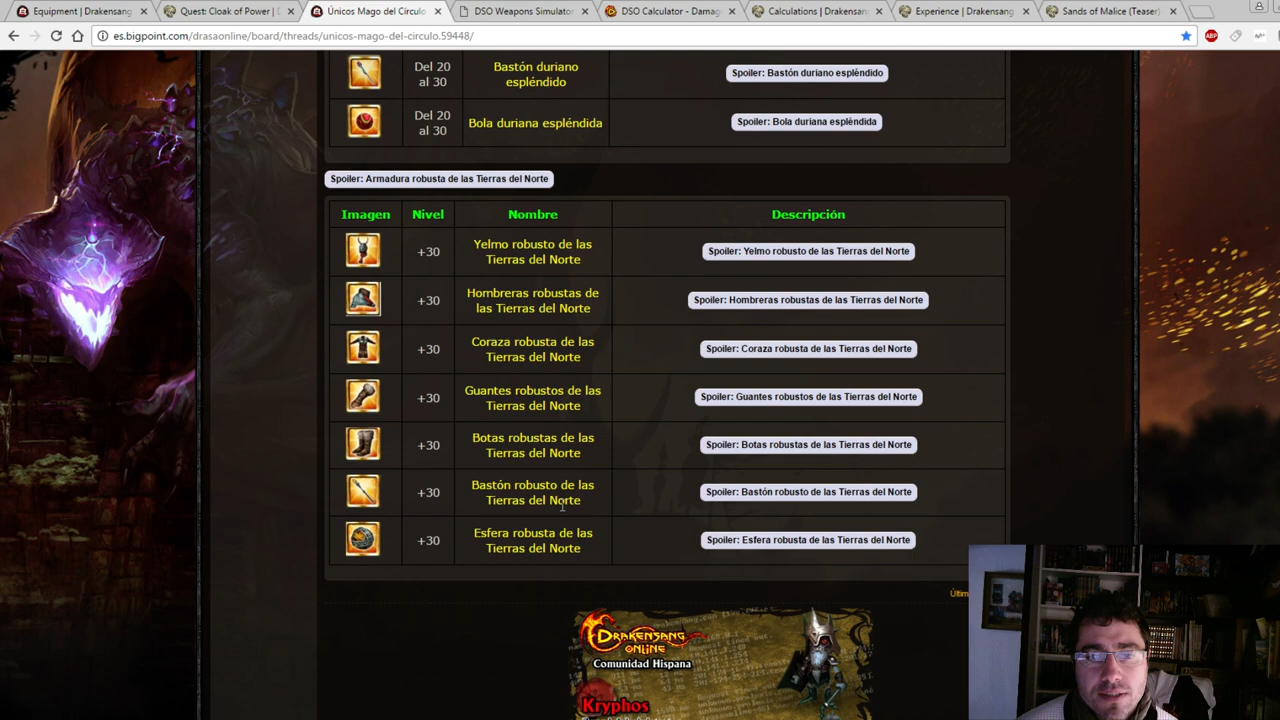 Equipment | Drakensang
Quest: Cloak of Power | D
Únicos Mago del Círculo
DSO Weapons Simulator
DSO Calculator - Damag
Calculations | Drakensan
Experience | Drakensang
Sands of Malice (Teaser)
es.bigpoint.com/drasaonline/board/threads/unicos-mago-del-circulo.59448/
ABP
Del 20
al 30
Bastón duriano
espléndido
Spoiler: Bastón duriano espléndido
Del 20
al 30
Bola duriana espléndida
Spoiler: Bola duriana espléndida
Spoiler: Armadura robusta de las Tierras del Norte
Imagen Nivel Nombre Descripción
+30
Yelmo robusto de las
Tierras del Norte
Spoiler: Yelmo robusto de las Tierras del Norte
+30
Hombreras robustas de
las Tierras del Norte
Spoiler: Hombreras robustas de las Tierras del Norte
+30
Coraza robusta de las
Tierras del Norte
Spoiler: Coraza robusta de las Tierras del Norte
+30
Guantes robustos de las
Tierras del Norte
Spoiler: Guantes robustos de las Tierras del Norte
+30
Botas robustas de las
Tierras del Norte
Spoiler: Botas robustas de las Tierras del Norte
+30
Bastón robusto de las
Tierras del Norte
Spoiler: Bastón robusto de las Tierras del Norte
+30
Esfera robusta de las
Tierras del Norte
Spoiler: Esfera robusta de las Tierras del Norte
Últim
DRAKENSANG
ONLINE
Comunidad Hispana
Kryphos